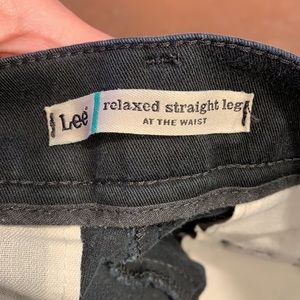 Lee
relaxed straight leg
AT THE WAIST